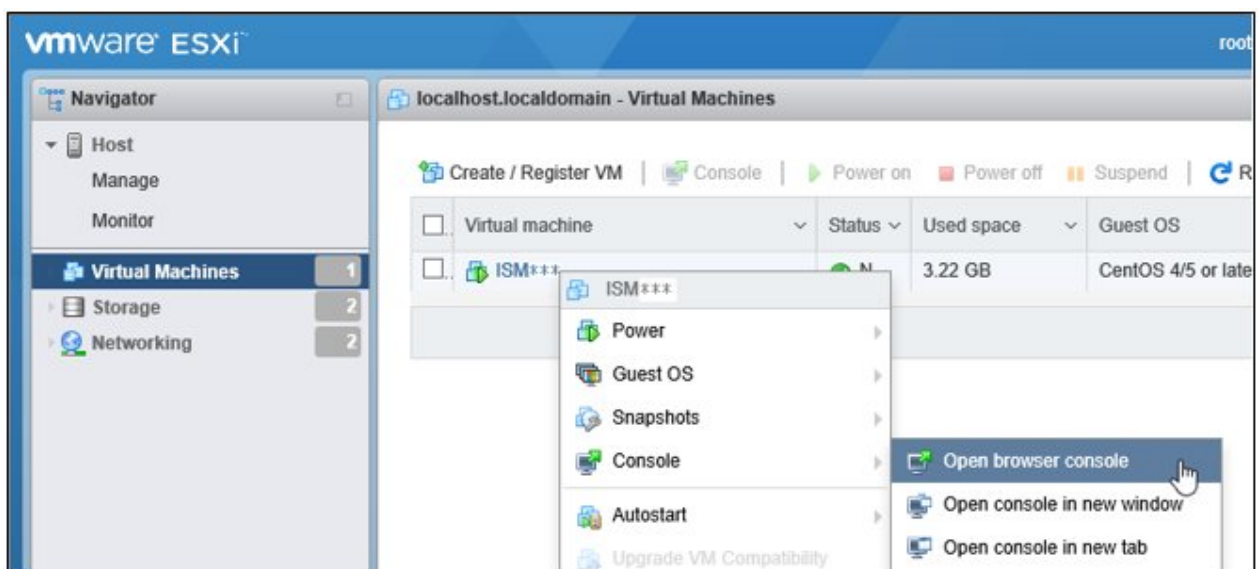 vmware ESXi™
root
Navigator
localhost.localdomain - Virtual Machines
Host
Manage
Monitor
Virtual Machines 1
Storage 2
Networking 2
Create / Register VM | Console | Power on Power off Suspend | R
Virtual machine Status Used space Guest OS
ISM*** N 3.22 GB CentOS 4/5 or late
ISM***
Power
Guest OS
Snapshots
Console
Open browser console
Open console in new window
Open console in new tab
Autostart
Upgrade VM Compatibility